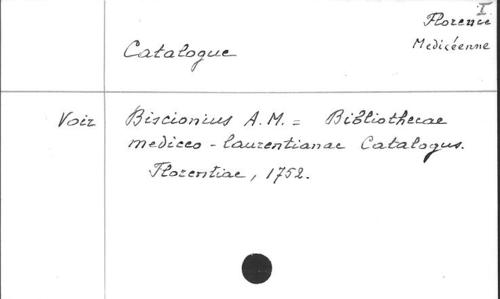 I
Florence
Medicéenne
Catalogue
Voir Biscionius A.M. = Bibliothecae
mediceo - laurentianae Catalogus.
Florentiae, 1752.